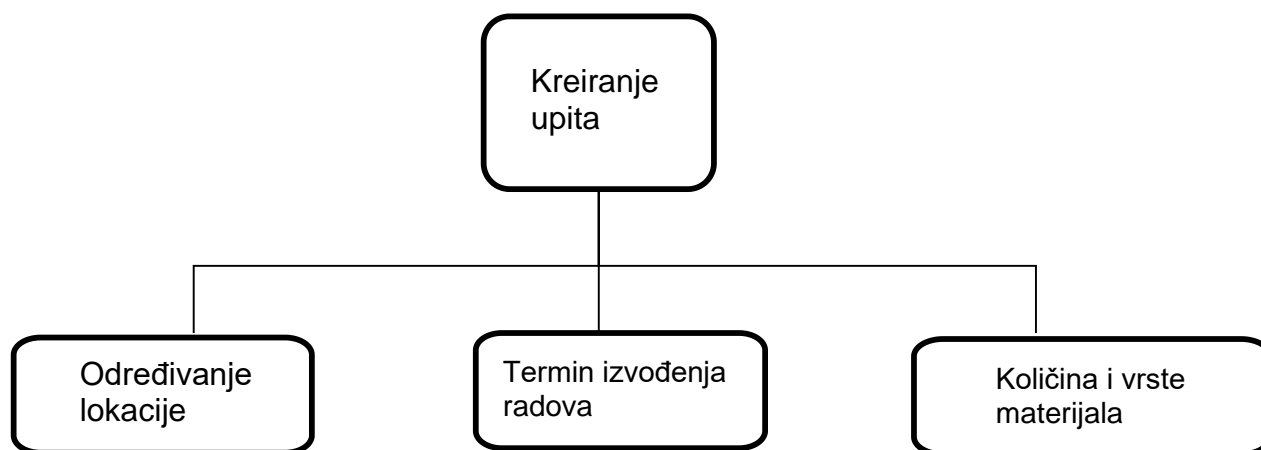 Kreiranje
upita
Određivanje
lokacije
Termin izvođenja
radova
Količina i vrste
materijala